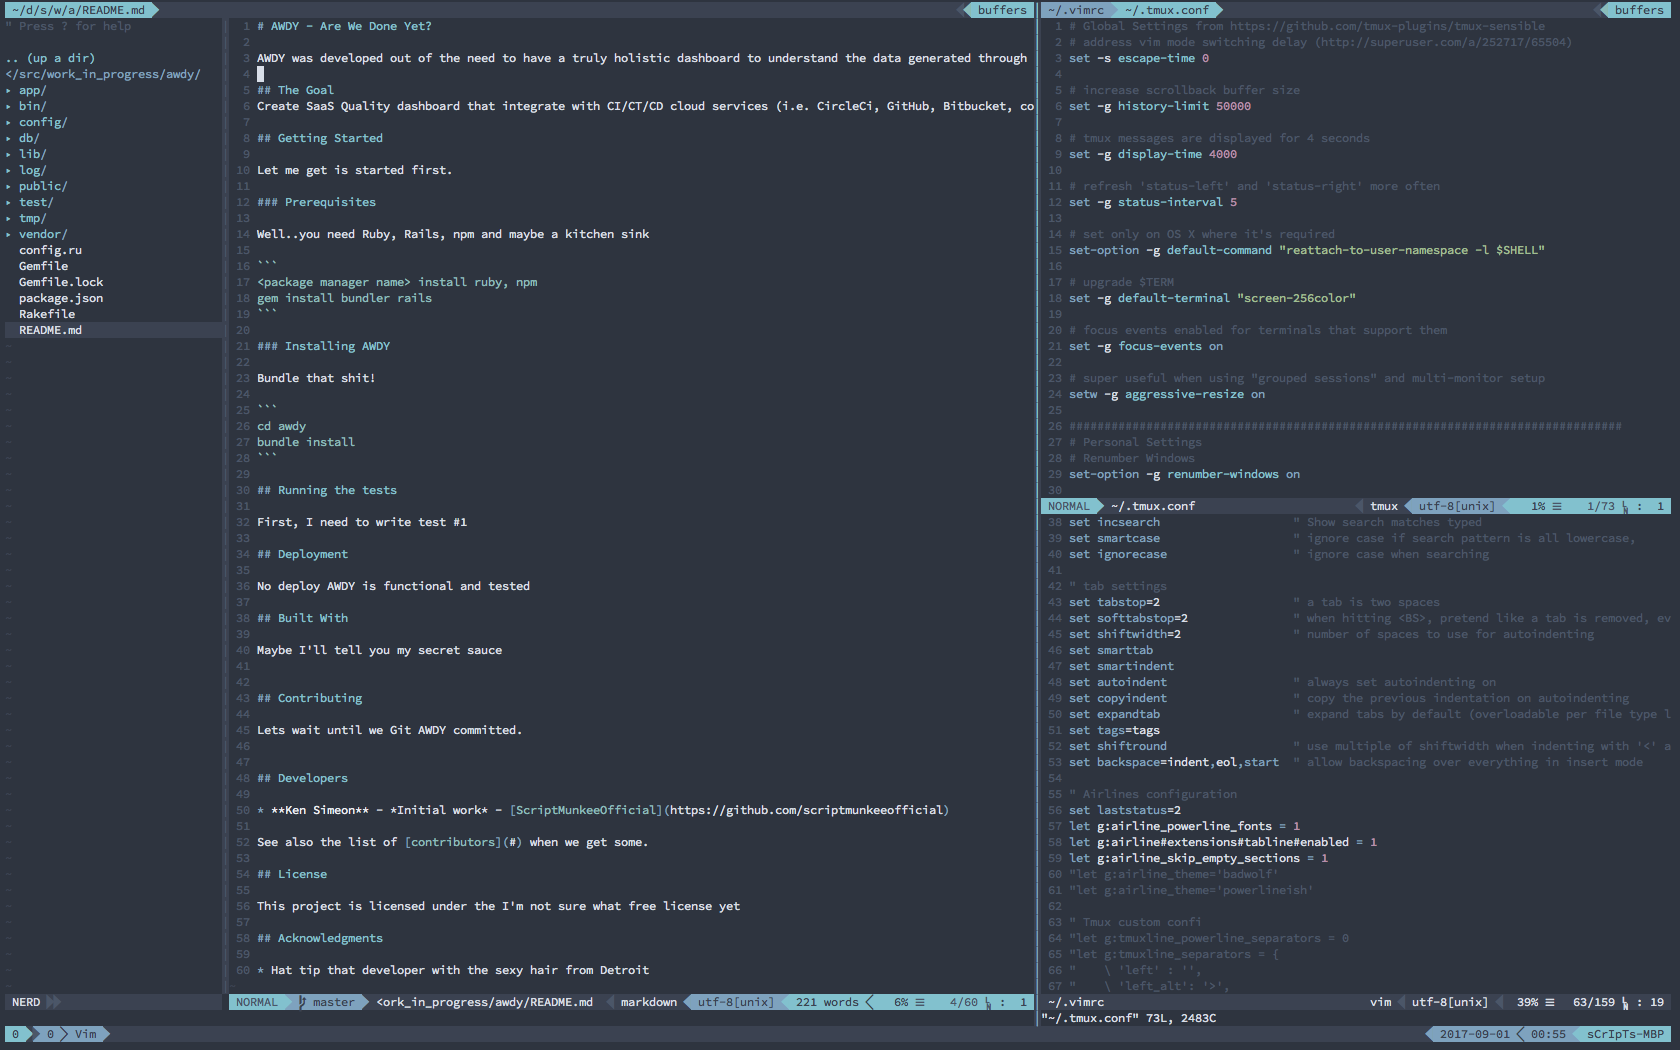 ~/d/s/w/a/README.md
" Press ? for help
.. (up a dir)
</src/work_in_progress/awdy/
▸ app/
▸ bin/
▸ config/
▸ db/
▸ lib/
▸ log/
▸ public/
▸ test/
▸ tmp/
▸ vendor/
config.ru
Gemfile
Gemfile.lock
package.json
Rakefile
README.md
NERD
buffers
1 # AWDY - Are We Done Yet?
2
3 AWDY was developed out of the need to have a truly holistic dashboard to understand the data generated through
4
5 ## The Goal
6 Create SaaS Quality dashboard that integrate with CI/CT/CD cloud services (i.e. CircleCi, GitHub, Bitbucket, co
7
8 ## Getting Started
9
10 Let me get is started first.
11
12 ### Prerequisites
13
14 Well..you need Ruby, Rails, npm and maybe a kitchen sink
15
16 ```
17 <package manager name> install ruby, npm
18 gem install bundler rails
19 ```
20
21 ### Installing AWDY
22
23 Bundle that shit!
24
25 ```
26 cd awdy
27 bundle install
28 ```
29
30 ## Running the tests
31
32 First, I need to write test #1
33
34 ## Deployment
35
36 No deploy AWDY is functional and tested
37
38 ## Built With
39
40 Maybe I'll tell you my secret sauce
41
42
43 ## Contributing
44
45 Lets wait until we Git AWDY committed.
46
47
48 ## Developers
49
50 * **Ken Simeon** - *Initial work* - [ScriptMunkeeOfficial](https://github.com/scriptmunkeeofficial)
51
52 See also the list of [contributors](#) when we get some.
53
54 ## License
55
56 This project is licensed under the I'm not sure what free license yet
57
58 ## Acknowledgments
59
60 * Hat tip that developer with the sexy hair from Detroit
NORMAL master <ork_in_progress/awdy/README.md markdown utf-8[unix] 221 words 6% ☰ 4/60 : 1
~/.vimrc ~/.tmux.conf buffers
1 # Global Settings from https://github.com/tmux-plugins/tmux-sensible
2 # address vim mode switching delay (http://superuser.com/a/252717/65504)
3 set -s escape-time 0
4
5 # increase scrollback buffer size
6 set -g history-limit 50000
7
8 # tmux messages are displayed for 4 seconds
9 set -g display-time 4000
10
11 # refresh 'status-left' and 'status-right' more often
12 set -g status-interval 5
13
14 # set only on OS X where it's required
15 set-option -g default-command "reattach-to-user-namespace -l $SHELL"
16
17 # upgrade $TERM
18 set -g default-terminal "screen-256color"
19
20 # focus events enabled for terminals that support them
21 set -g focus-events on
22
23 # super useful when using "grouped sessions" and multi-monitor setup
24 setw -g aggressive-resize on
25
26 ###############################################################################
27 # Personal Settings
28 # Renumber Windows
29 set-option -g renumber-windows on
30
NORMAL ~/.tmux.conf tmux utf-8[unix] 1% ☰ 1/73 : 1
38 set incsearch " Show search matches typed
39 set smartcase " ignore case if search pattern is all lowercase,
40 set ignorecase " ignore case when searching
41
42 " tab settings
43 set tabstop=2 " a tab is two spaces
44 set softtabstop=2 " when hitting <BS>, pretend like a tab is removed, ev
45 set shiftwidth=2 " number of spaces to use for autoindenting
46 set smarttab
47 set smartindent
48 set autoindent " always set autoindenting on
49 set copyindent " copy the previous indentation on autoindenting
50 set expandtab " expand tabs by default (overloadable per file type l
51 set tags=tags
52 set shiftround " use multiple of shiftwidth when indenting with '<' a
53 set backspace=indent,eol,start " allow backspacing over everything in insert mode
54
55 " Airlines configuration
56 set laststatus=2
57 let g:airline_powerline_fonts = 1
58 let g:airline#extensions#tabline#enabled = 1
59 let g:airline_skip_empty_sections = 1
60 "let g:airline_theme='badwolf'
61 "let g:airline_theme='powerlineish'
62
63 " Tmux custom confi
64 "let g:tmuxline_powerline_separators = 0
65 "let g:tmuxline_separators = {
66 " \ 'left' : '',
67 " \ 'left_alt': '>',
~/.vimrc vim utf-8[unix] 39% ☰ 63/159 : 19
"~/.tmux.conf" 73L, 2483C
0 0 Vim 2017-09-01 00:55 sCrIpTs-MBP